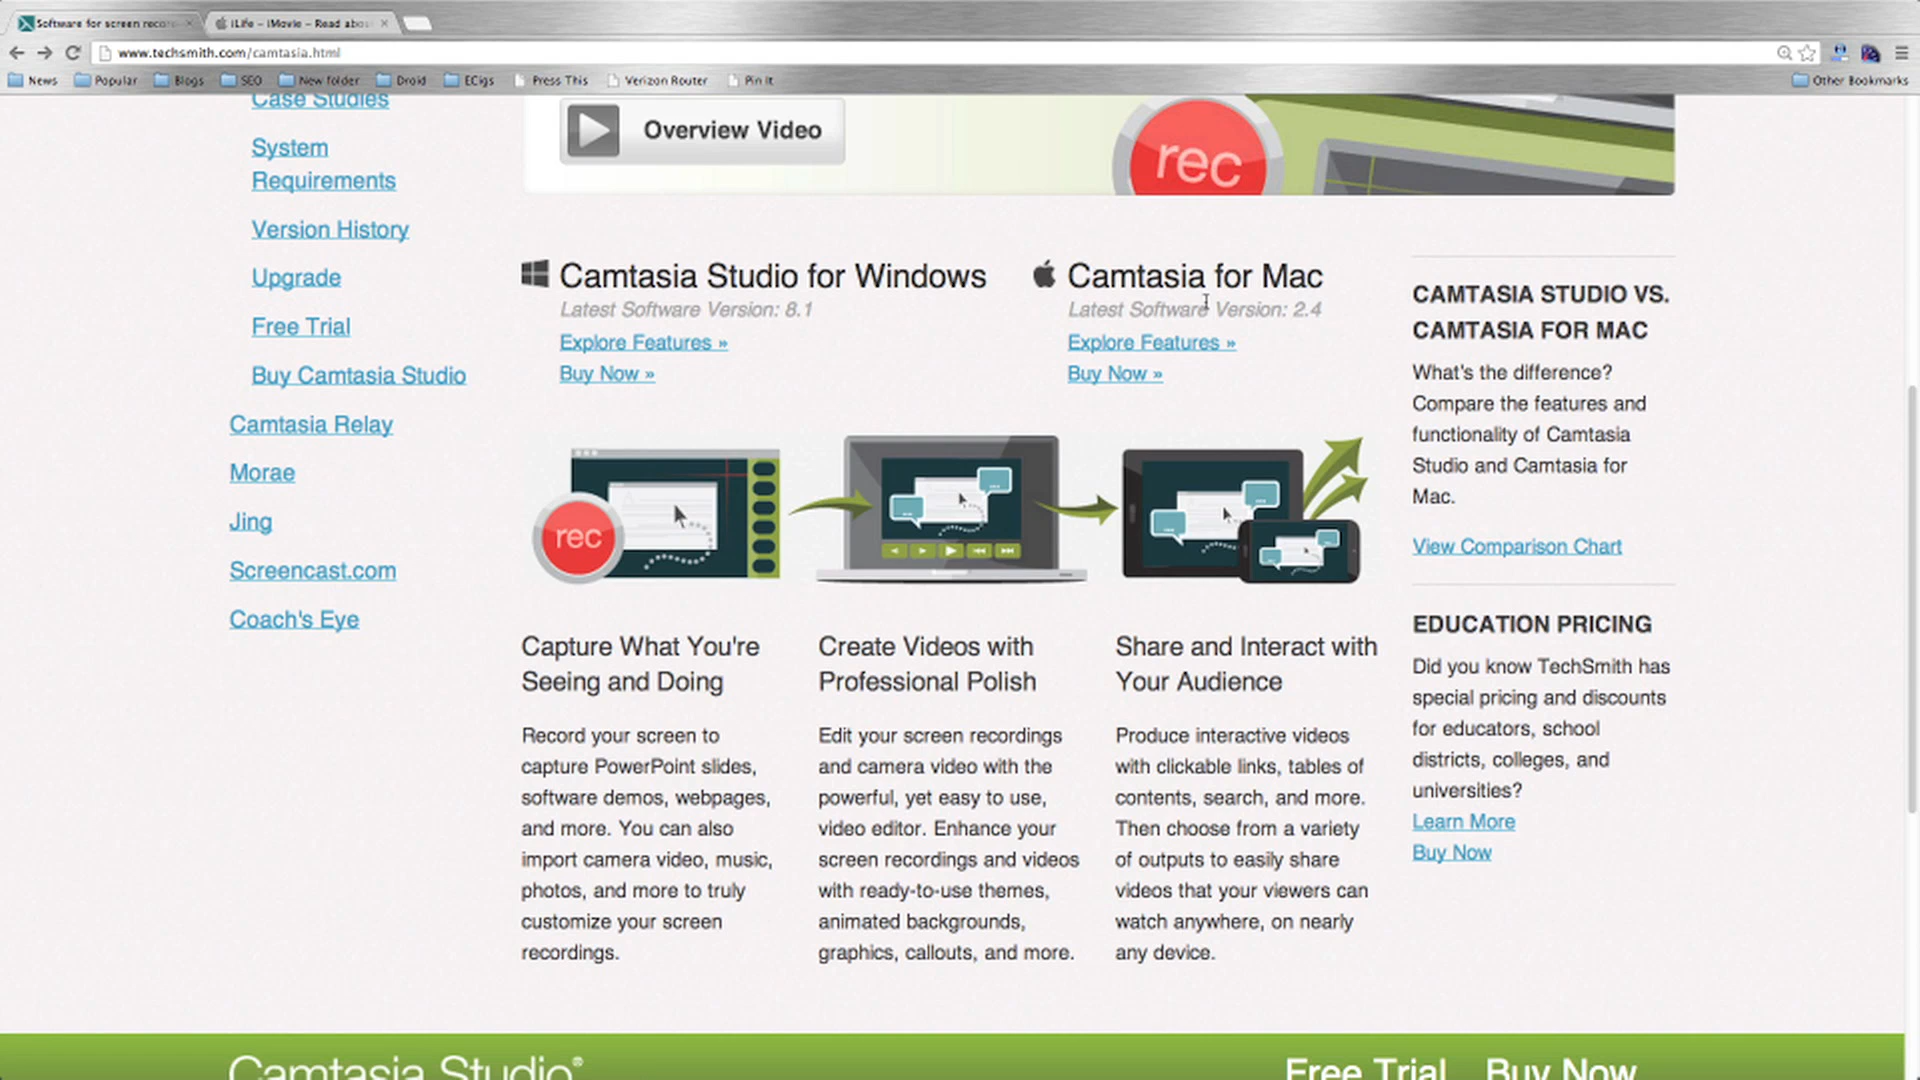 Software for screen recor
iLife – iMovie – Read abou
www.techsmith.com/camtasia.html
News
Popular
Blogs
SEO
New folder
Droid
ECigs
Press This
Verizon Router
Pin It
Other Bookmarks
Case Studies
System
Requirements
Version History
Upgrade
Free Trial
Buy Camtasia Studio
Camtasia Relay
Morae
Jing
Screencast.com
Coach's Eye
Overview Video
rec
Camtasia Studio for Windows
Latest Software Version: 8.1
Explore Features »
Buy Now »
Camtasia for Mac
Latest Software Version: 2.4
Explore Features »
Buy Now »
rec
Capture What You're
Seeing and Doing
Record your screen to
capture PowerPoint slides,
software demos, webpages,
and more. You can also
import camera video, music,
photos, and more to truly
customize your screen
recordings.
Create Videos with
Professional Polish
Edit your screen recordings
and camera video with the
powerful, yet easy to use,
video editor. Enhance your
screen recordings and videos
with ready-to-use themes,
animated backgrounds,
graphics, callouts, and more.
Share and Interact with
Your Audience
Produce interactive videos
with clickable links, tables of
contents, search, and more.
Then choose from a variety
of outputs to easily share
videos that your viewers can
watch anywhere, on nearly
any device.
CAMTASIA STUDIO VS.
CAMTASIA FOR MAC
What's the difference?
Compare the features and
functionality of Camtasia
Studio and Camtasia for
Mac.
View Comparison Chart
EDUCATION PRICING
Did you know TechSmith has
special pricing and discounts
for educators, school
districts, colleges, and
universities?
Learn More
Buy Now
Camtasia Studio®
Free Trial
Buy Now